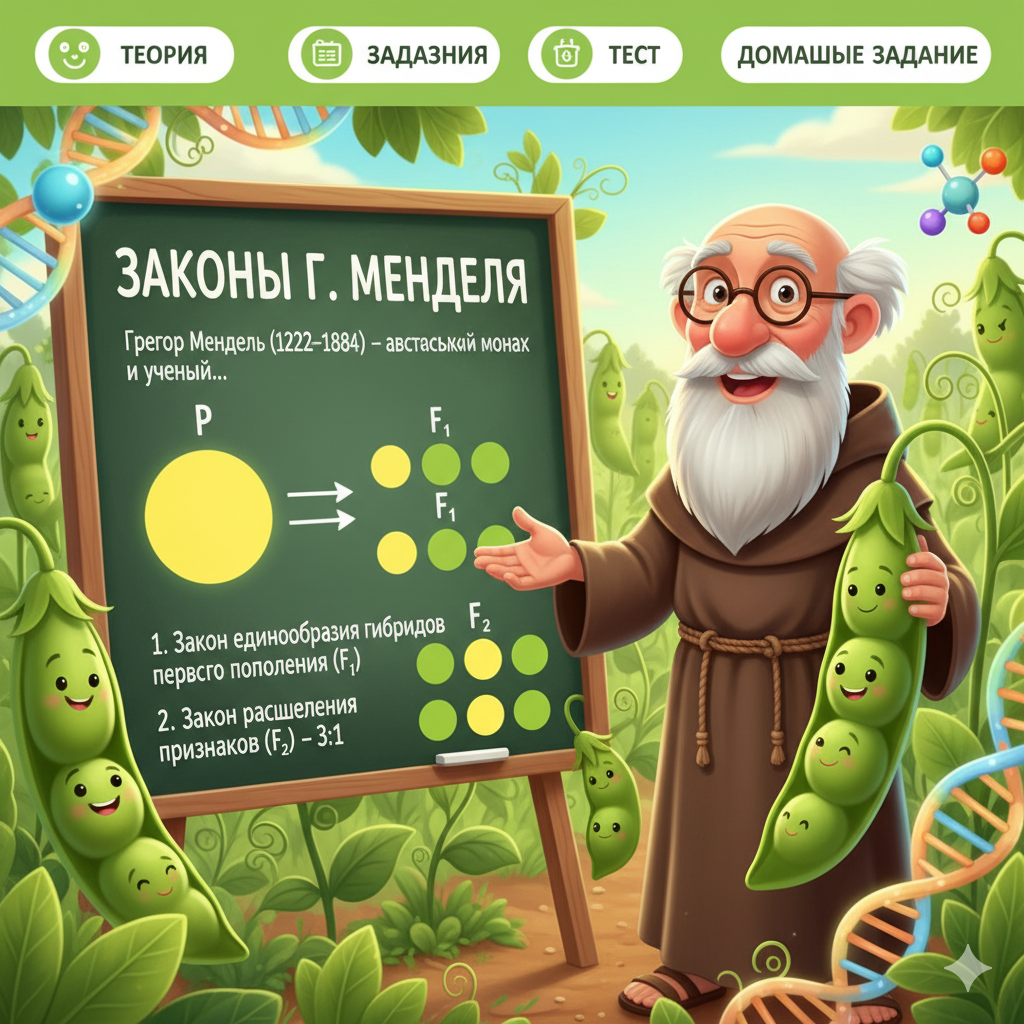 ТЕОРИЯ
ЗАДАЗНИЯ
ТЕСТ
ДОМАШЫЕ ЗАДАНИЕ
ЗАКОНЫ Г. МЕНДЕЛЯ
Грегор Мендель (1222–1884) – австаський монах
и ученый...
P
F₁
F₁
F₂
1. Закон единообразия гибридов
первсго пополения (F₁)
2. Закон расшеления
признаков (F₂) – 3:1